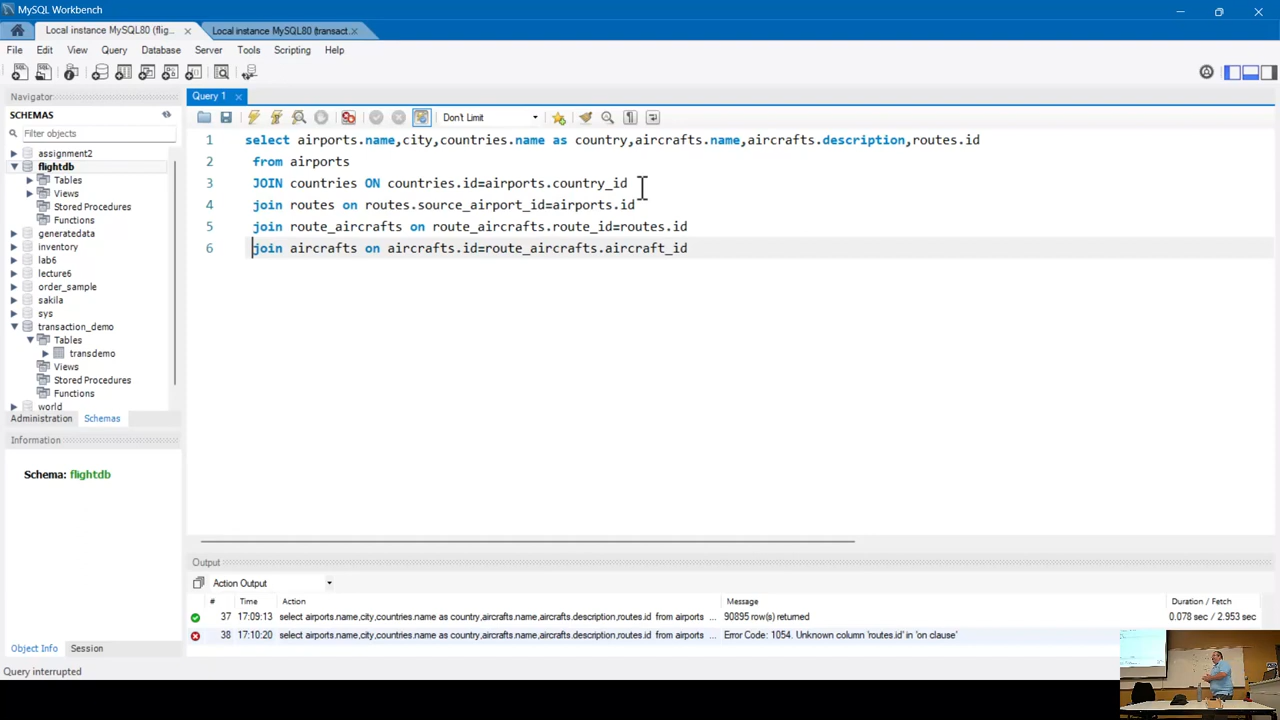 MySQL Workbench
Local instance MySQL80 (flig... ×
Local instance MySQL80 (transact... ×
File Edit View Query Database Server Tools Scripting Help
Navigator
Query 1 ×
SCHEMAS
Don't Limit
Filter objects
assignment2
flightdb
Tables
Views
Stored Procedures
Functions
generatedata
inventory
lab6
lecture6
order_sample
sakila
sys
transaction_demo
Tables
transdemo
Views
Stored Procedures
Functions
world
Administration Schemas
Information
Schema: flightdb
Object Info Session
Query interrupted
1 select airports.name,city,countries.name as country,aircrafts.name,aircrafts.description,routes.id
2 from airports
3 JOIN countries ON countries.id=airports.country_id
4 join routes on routes.source_airport_id=airports.id
5 join route_aircrafts on route_aircrafts.route_id=routes.id
6 join aircrafts on aircrafts.id=route_aircrafts.aircraft_id
Output
Action Output
# Time Action Message Duration / Fetch
37 17:09:13 select airports.name,city,countries.name as country,aircrafts.name,aircrafts.description,routes.id from airports ... 90895 row(s) returned 0.078 sec / 2.953 sec
38 17:10:20 select airports.name,city,countries.name as country,aircrafts.name,aircrafts.description,routes.id from airports ... Error Code: 1054. Unknown column 'routes.id' in 'on clause'